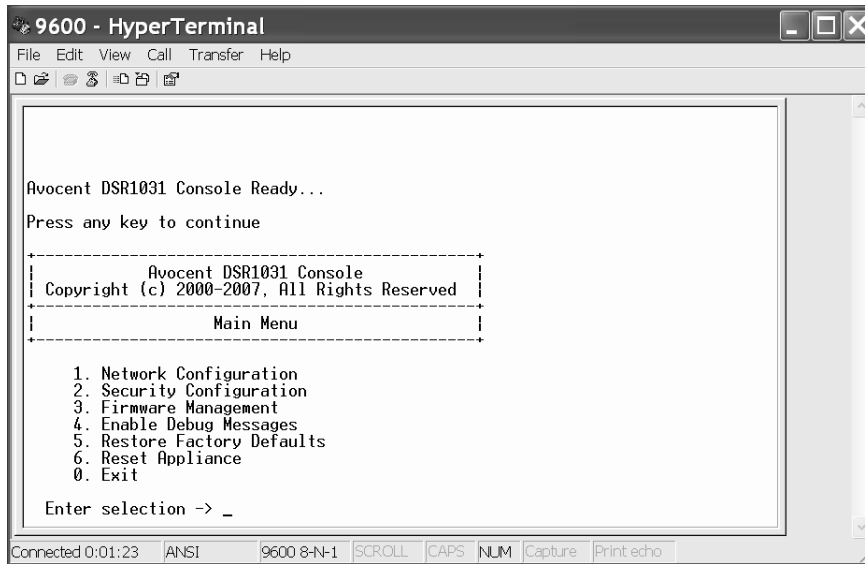 9600 - HyperTerminal
File Edit View Call Transfer Help
Avocent DSR1031 Console Ready...
Press any key to continue
Avocent DSR1031 Console
Copyright (c) 2000-2007, All Rights Reserved
Main Menu
1. Network Configuration
2. Security Configuration
3. Firmware Management
4. Enable Debug Messages
5. Restore Factory Defaults
6. Reset Appliance
0. Exit
Enter selection -> _
Connected 0:01:23 ANSI 9600 8-N-1 SCROLL CAPS NUM Capture Print echo